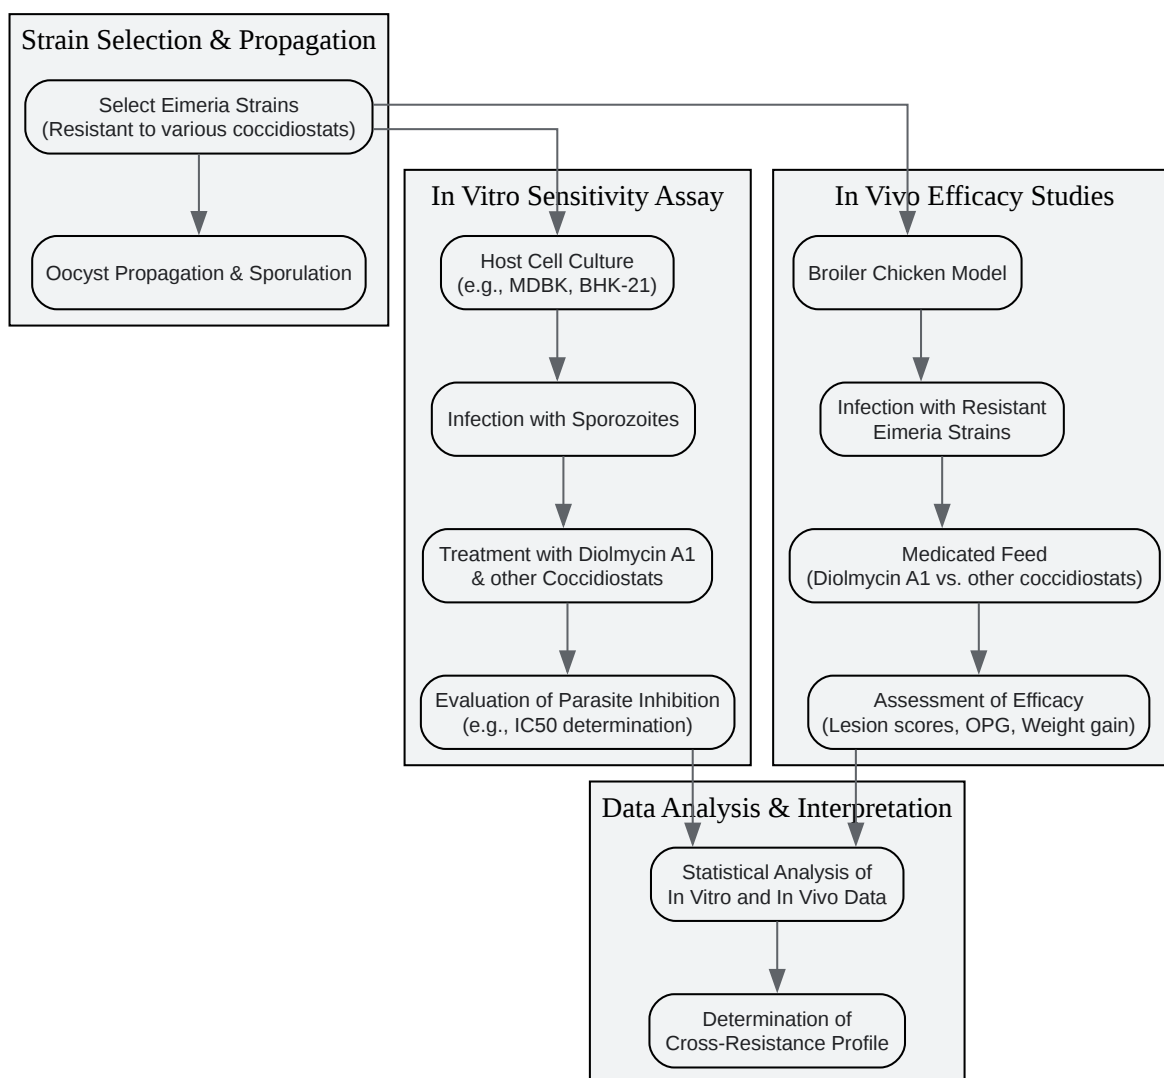 Strain Selection & Propagation
Select Eimeria Strains
(Resistant to various coccidiostats)
Oocyst Propagation & Sporulation
In Vitro Sensitivity Assay
Host Cell Culture
(e.g., MDBK, BHK-21)
Infection with Sporozoites
Treatment with Diolmycin A1
& other Coccidiostats
Evaluation of Parasite Inhibition
(e.g., IC50 determination)
In Vivo Efficacy Studies
Broiler Chicken Model
Infection with Resistant
Eimeria Strains
Medicated Feed
(Diolmycin A1 vs. other coccidiostats)
Assessment of Efficacy
(Lesion scores, OPG, Weight gain)
Data Analysis & Interpretation
Statistical Analysis of
In Vitro and In Vivo Data
Determination of
Cross-Resistance Profile